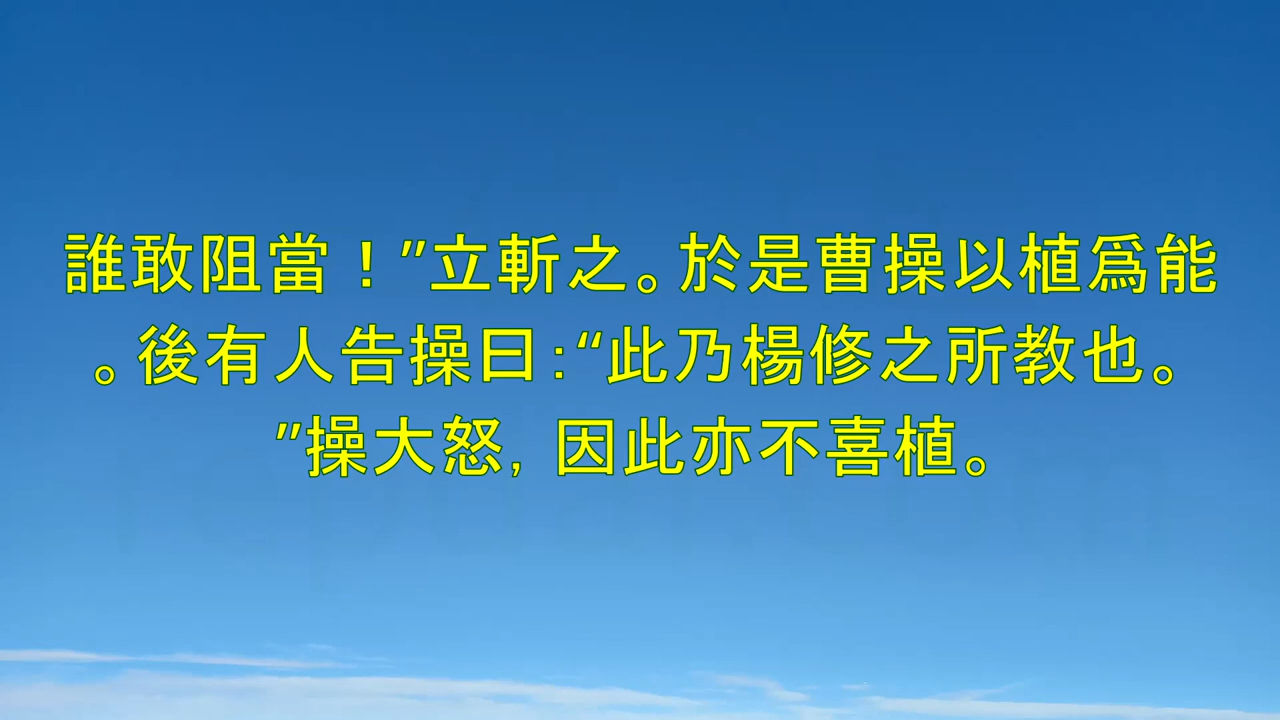 誰敢阻當！”立斬之。於是曹操以植爲能
。後有人告操曰：“此乃楊修之所教也。
”操大怒，因此亦不喜植。